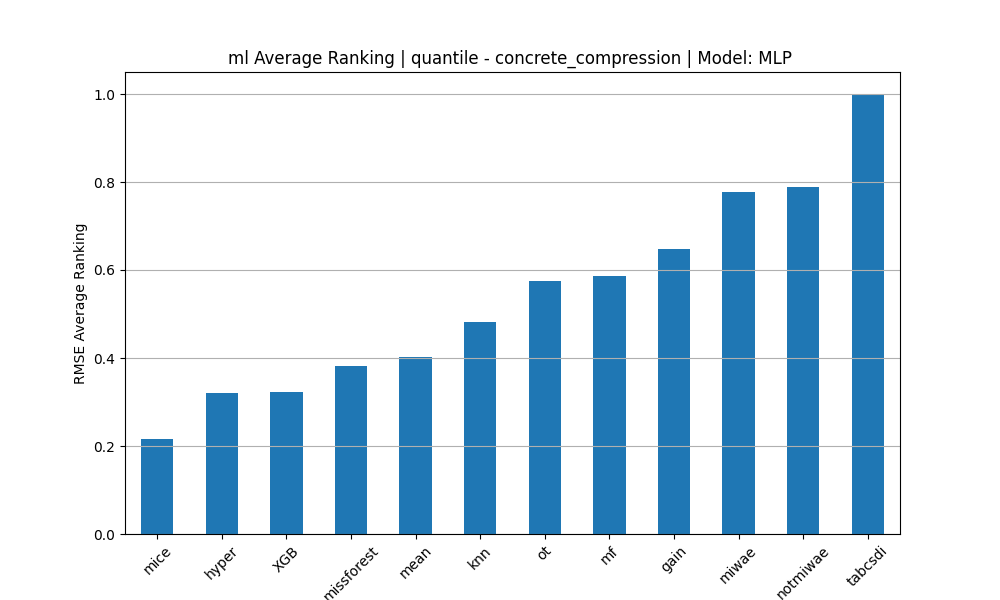 ml Average Ranking | quantile - concrete_compression | Model: MLP
RMSE Average Ranking
1.0
0.8
0.6
0.4
0.2
0.0
mice
hyper
XGB
missforest
mean
knn
ot
mf
gain
miwae
notmiwae
tabcsdi